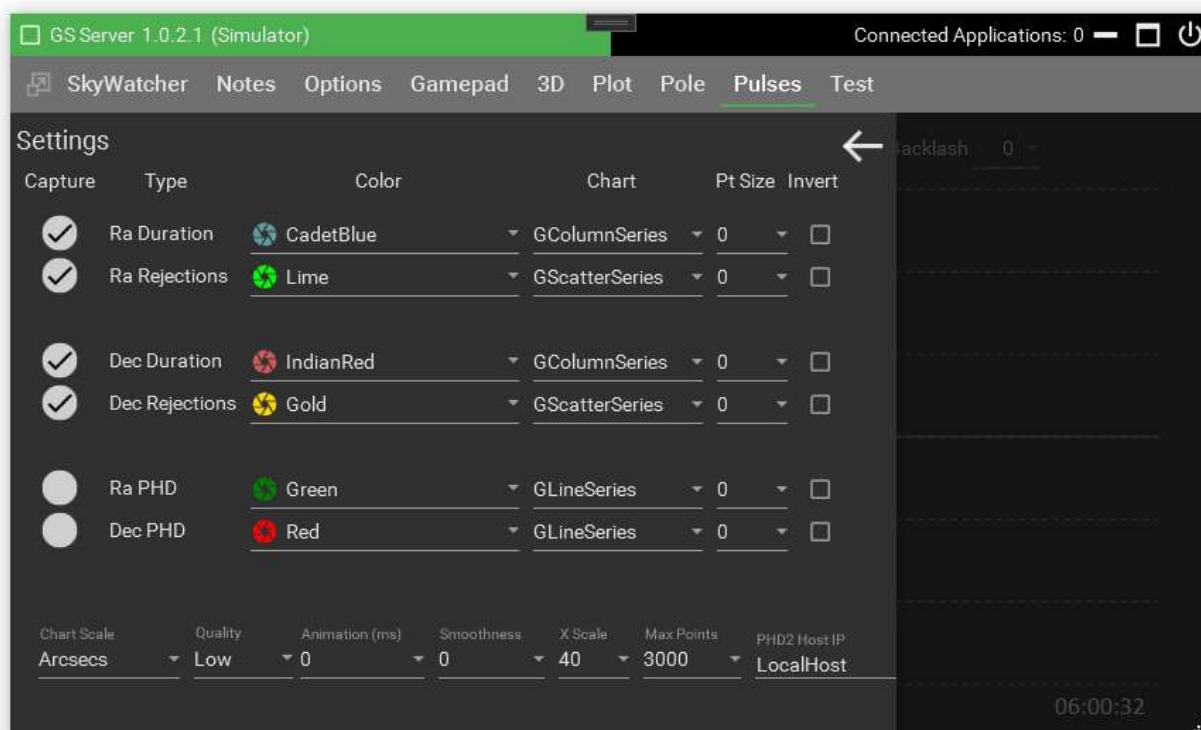 GS Server 1.0.2.1 (Simulator) Connected Applications: 0
SkyWatcher Notes Options Gamepad 3D Plot Pole Pulses Test
Settings
Backlash 0
Capture Type Color Chart Pt Size Invert
Ra Duration CadetBlue GColumnSeries 0
Ra Rejections Lime GScatterSeries 0
Dec Duration IndianRed GColumnSeries 0
Dec Rejections Gold GScatterSeries 0
Ra PHD Green GLineSeries 0
Dec PHD Red GLineSeries 0
Chart Scale Quality Animation (ms) Smoothness X Scale Max Points PHD2 Host IP
Arcsecs Low 0 0 40 3000 LocalHost
06:00:32